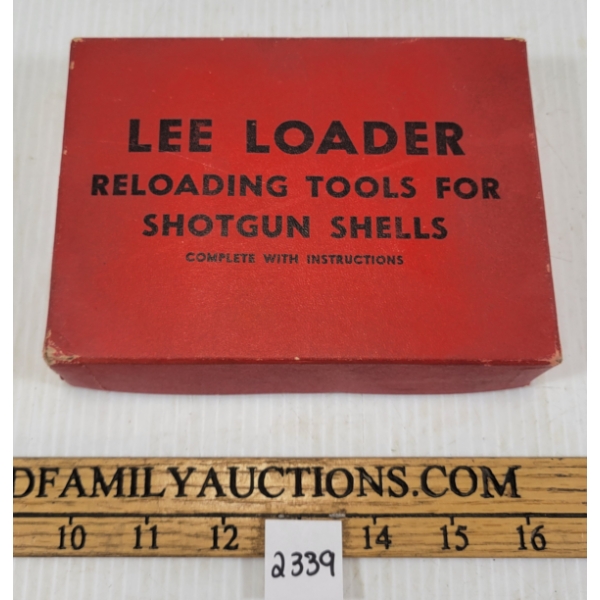 LEE LOADER
RELOADING TOOLS FOR
SHOTGUN SHELLS
COMPLETE WITH INSTRUCTIONS
DFAMILYAUCTIONS.COM
10 11 12 14 15 16
2339